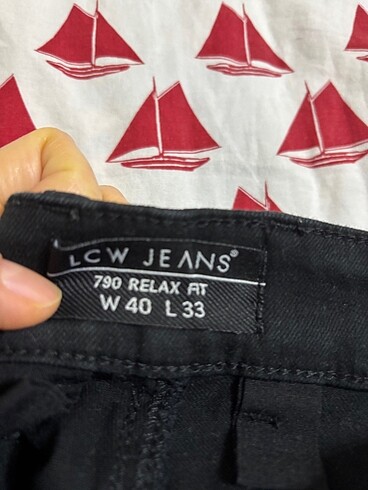 LCW JEANS®
790 RELAX FIT
W 40 L 33